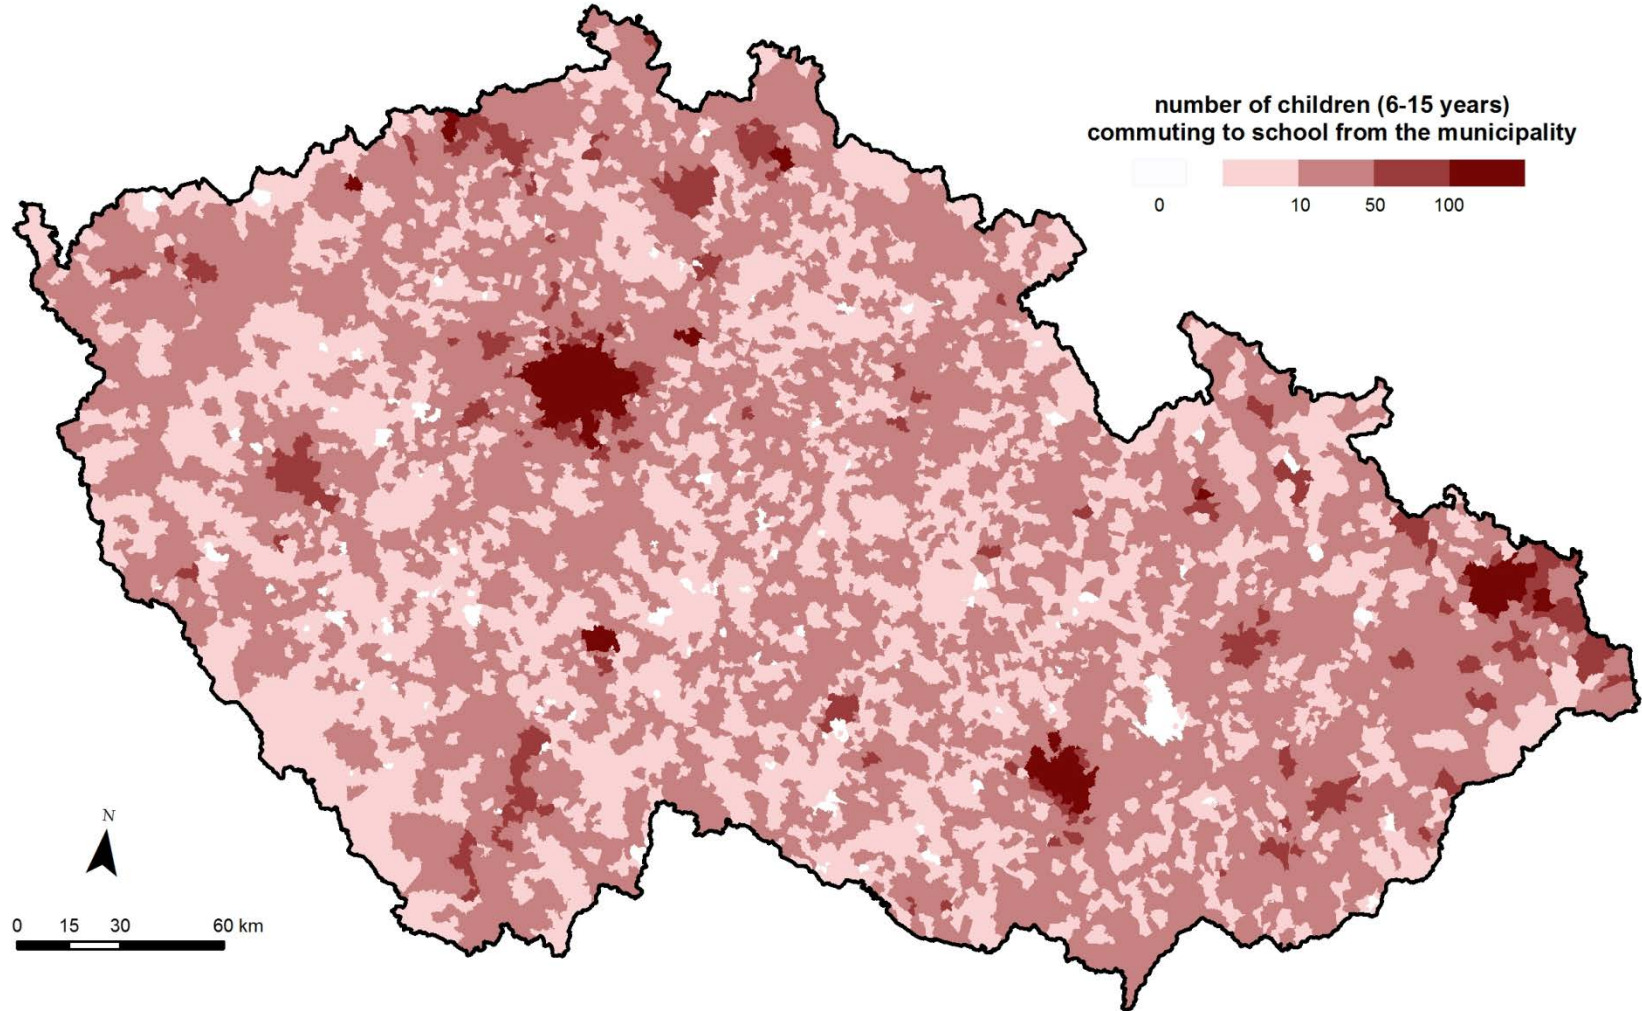 number of children (6-15 years)
commuting to school from the municipality
0 10 50 100
N
0 15 30 60 km